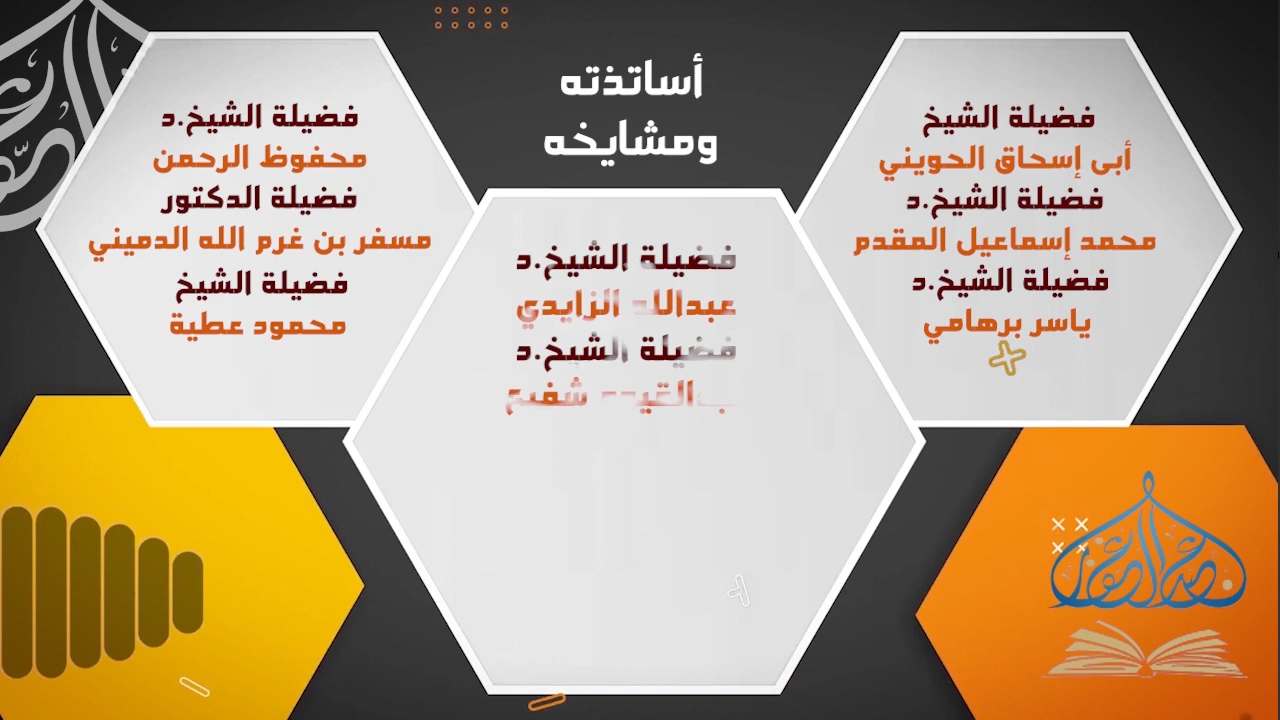 أساتذته
ومشايخه
فضيلة الشيخ
أبى إسحاق الحويني
فضيلة الشيخ.د
محمد إسماعيل المقدم
فضيلة الشيخ.د
ياسر برهامي
فضيلة الشيخ.د
عبدالله الزايدي
فضيلة الشيخ.د
شفيع
فضيلة الشيخ.د
محفوظ الرحمن
فضيلة الدكتور
مسفر بن غرم الله الدميني
فضيلة الشيخ
محمود عطية